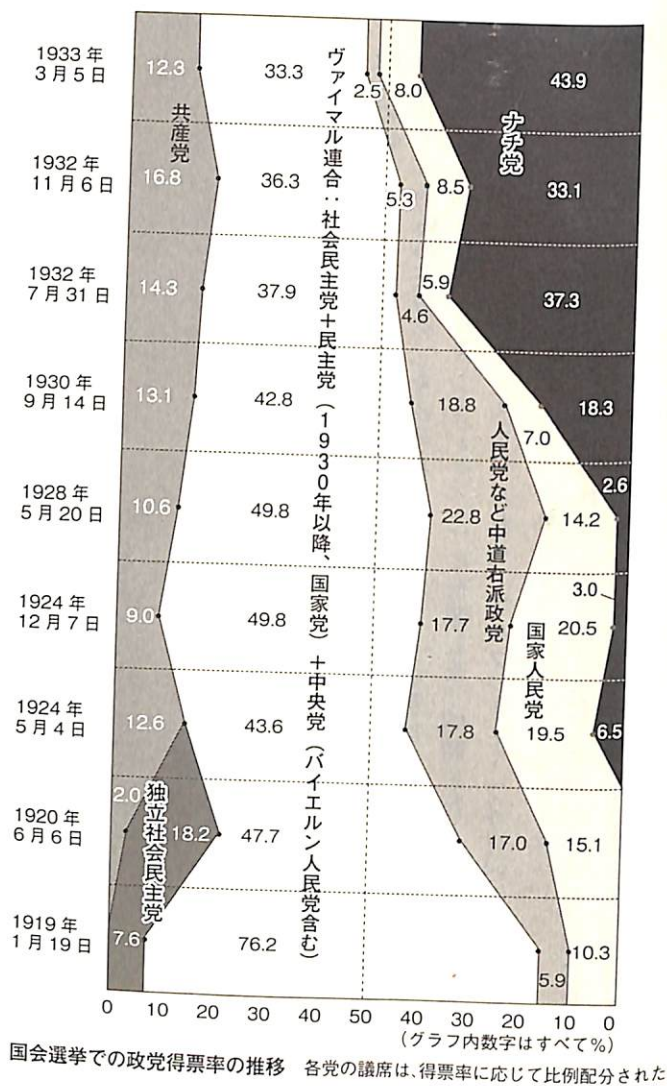 1933年
3月5日
12.3
33.3
2.5
8.0
43.9
1932年
11月6日
16.8
36.3
5.3
8.5
33.1
1932年
7月31日
14.3
37.9
4.6
5.9
37.3
1930年
9月14日
13.1
42.8
18.8
7.0
18.3
1928年
5月20日
10.6
49.8
22.8
14.2
2.6
1924年
12月7日
9.0
49.8
17.7
20.5
3.0
1924年
5月4日
12.6
43.6
17.8
19.5
6.5
1920年
6月6日
2.0
18.2
47.7
17.0
15.1
1919年
1月19日
7.6
76.2
5.9
10.3
共産党
独立社会民主党
ヴァイマル連合:社会民主党+民主党(1930年以降、国家党)+中央党(バイエルン人民党含む)
人民党など中道右派政党
国家人民党
ナチ党
0 10 20 30 40 50 40 30 20 10 0
(グラフ内数字はすべて%)
国会選挙での政党得票率の推移 各党の議席は、得票率に応じて比例配分された